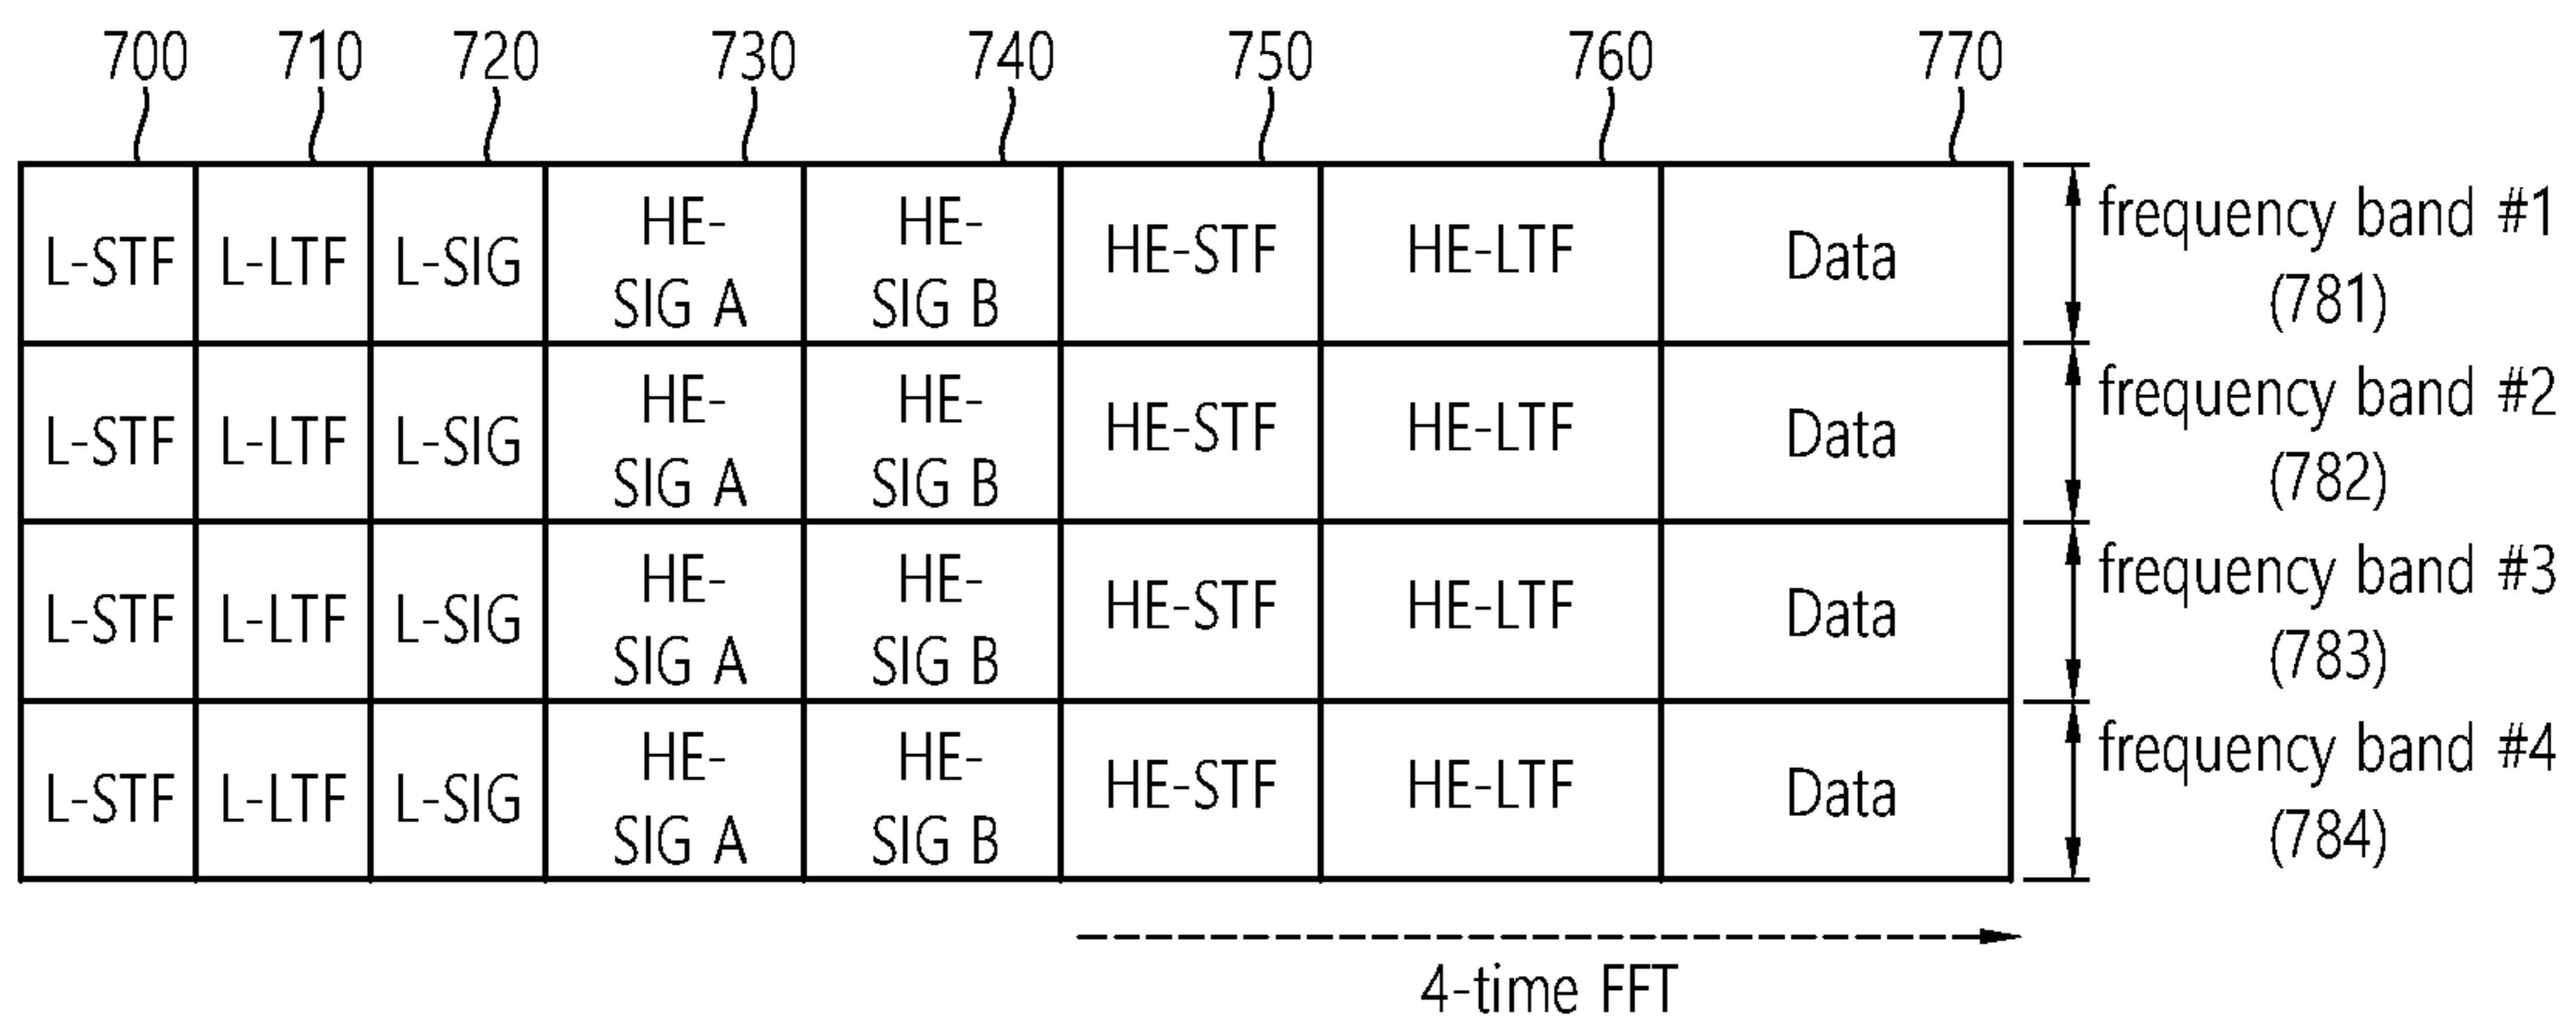 700 710 720 730 740 750 760 770
L-STF L-LTF L-SIG HE-SIG A HE-SIG B HE-STF HE-LTF Data frequency band #1 (781)
L-STF L-LTF L-SIG HE-SIG A HE-SIG B HE-STF HE-LTF Data frequency band #2 (782)
L-STF L-LTF L-SIG HE-SIG A HE-SIG B HE-STF HE-LTF Data frequency band #3 (783)
L-STF L-LTF L-SIG HE-SIG A HE-SIG B HE-STF HE-LTF Data frequency band #4 (784)
4-time FFT